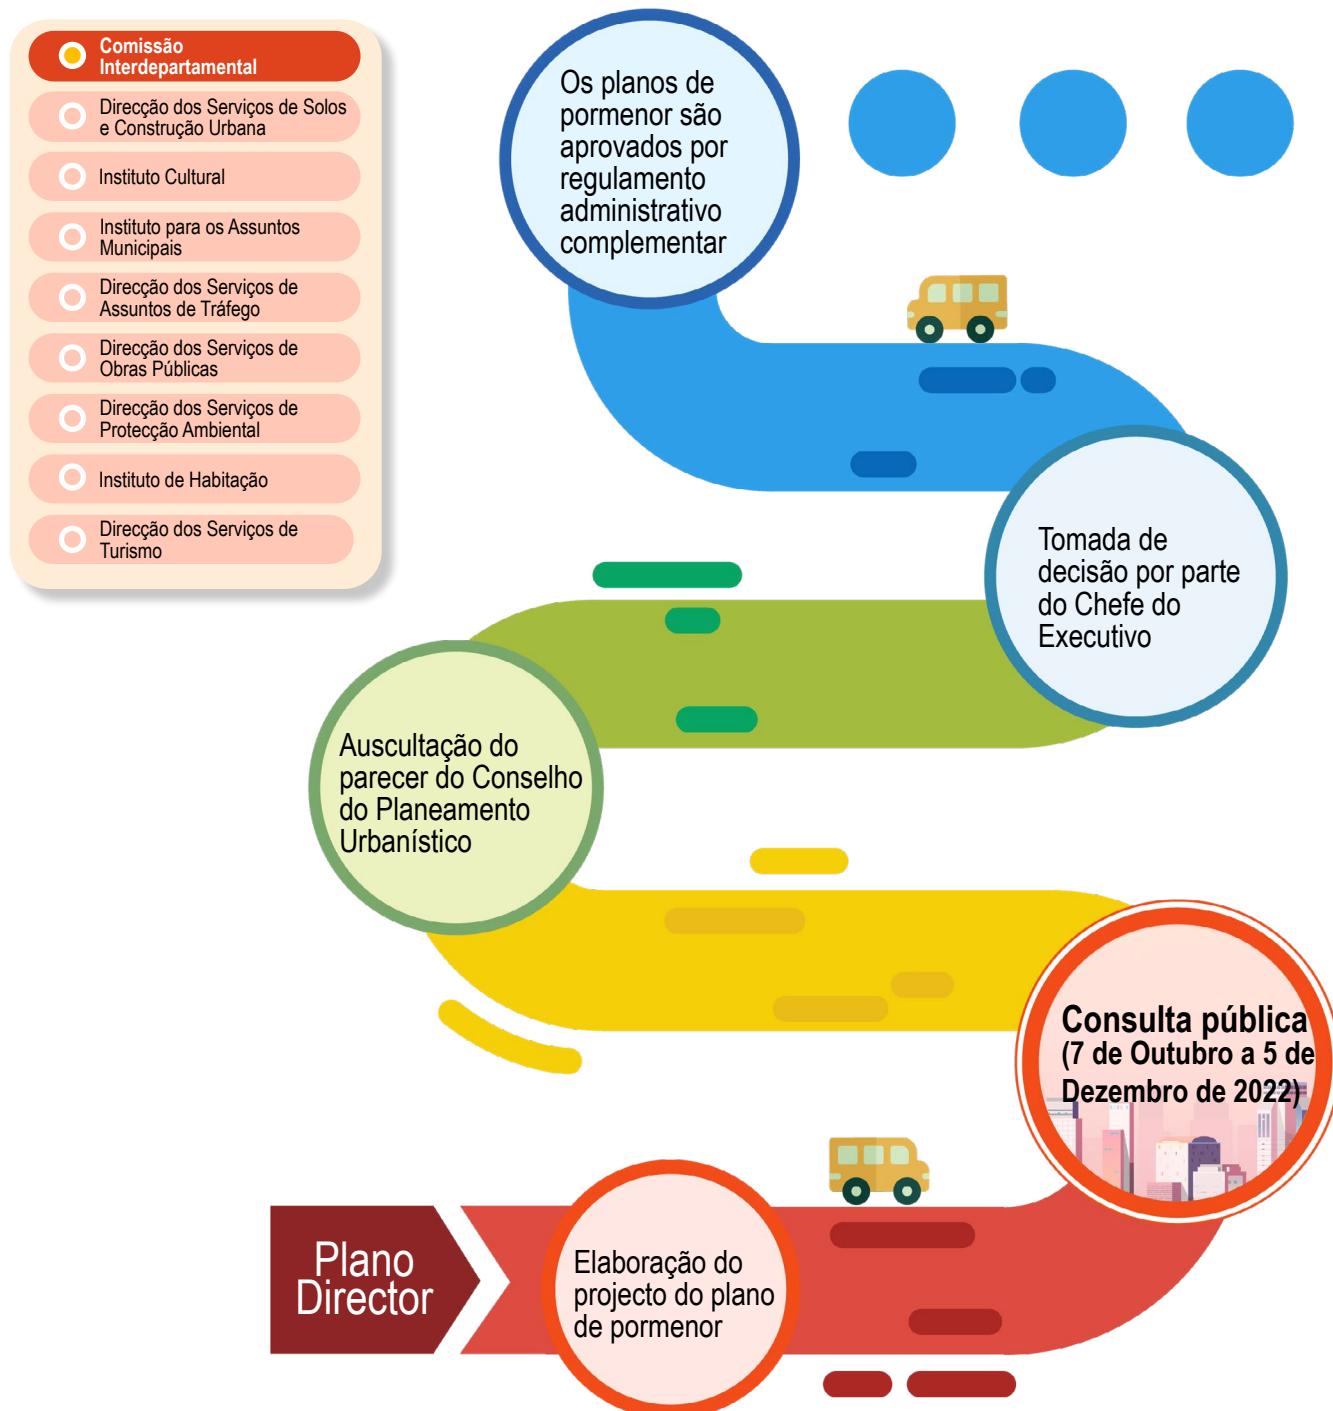 Comissão
Interdepartamental
Direcção dos Serviços de Solos
e Construção Urbana
Instituto Cultural
Instituto para os Assuntos
Municipais
Direcção dos Serviços de
Assuntos de Tráfego
Direcção dos Serviços de
Obras Públicas
Direcção dos Serviços de
Protecção Ambiental
Instituto de Habitação
Direcção dos Serviços de
Turismo
Os planos de
pormenor são
aprovados por
regulamento
administrativo
complementar
Tomada de
decisão por parte
do Chefe do
Executivo
Auscultação do
parecer do Conselho
do Planeamento
Urbanístico
Consulta pública
(7 de Outubro a 5 de
Dezembro de 2022)
Plano
Director
Elaboração do
projecto do plano
de pormenor